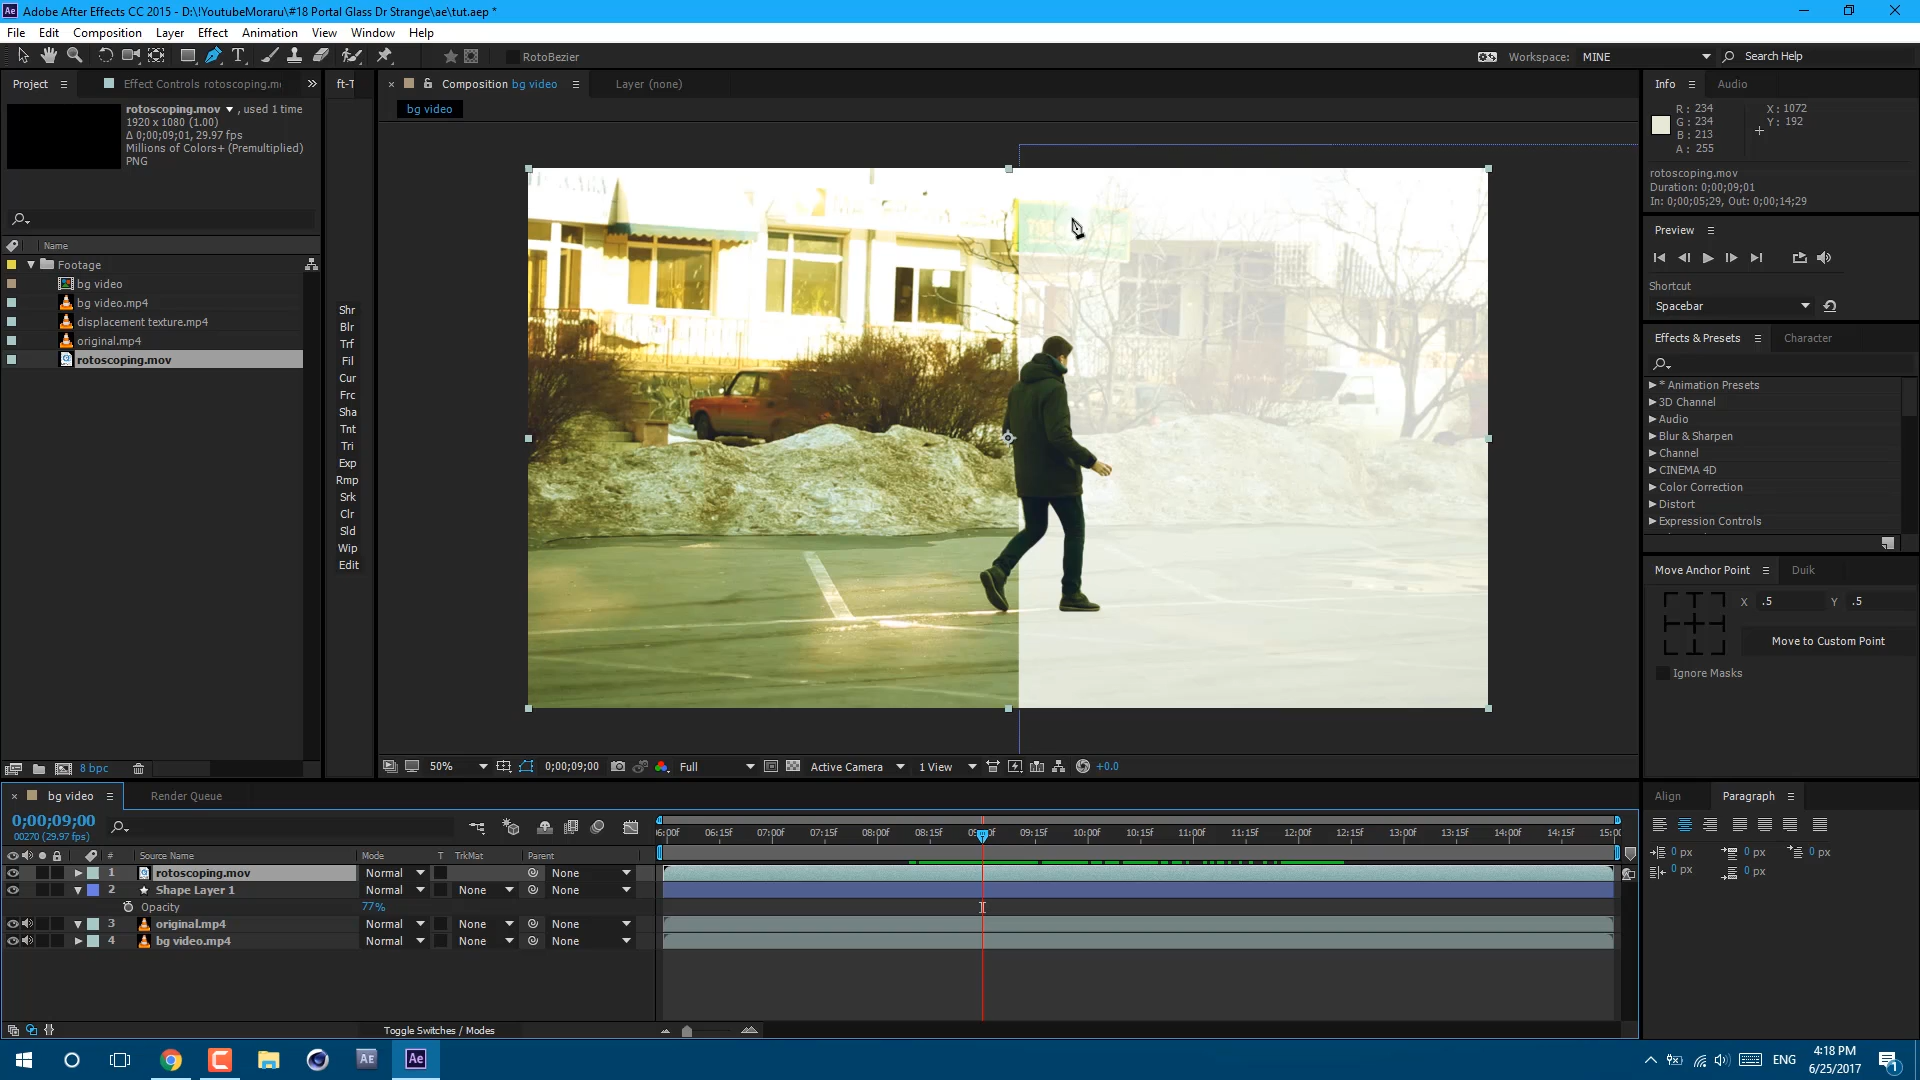 Adobe After Effects CC 2015 - D:\!YoutubeMoraru\#18 Portal Glass Dr Strange\ae\tut.aep *
File Edit Composition Layer Effect Animation View Window Help
RotoBezier
Workspace: MINE
Search Help
Project
Effect Controls rotoscoping.m
rotoscoping.mov , used 1 time
1920 x 1080 (1.00)
Δ 0;00;09;01, 29.97 fps)
Millions of Colors+ (Premultiplied)
PNG
Name
Footage
bg video
bg video.mp4
displacement texture.mp4
original.mp4
rotoscoping.mov
8 bpc
ft-T
Shr
Blr
Trf
Fil
Cur
Frc
Sha
Tnt
Tri
Exp
Rmp
Srk
Clr
Sld
Wip
Edit
Composition bg video
Layer (none)
bg video
50%
0;00;09;00
Full
Active Camera
1 View
+0.0
Info
Audio
R : 234
G : 234
B : 213
A : 255
X : 1072
Y : 192
rotoscoping.mov
Duration: 0;00;09;01
In: 0;00;05;29, Out: 0;00;14;29
Preview
Shortcut
Spacebar
Effects & Presets
Character
* Animation Presets
3D Channel
Audio
Blur & Sharpen
Channel
CINEMA 4D
Color Correction
Distort
Expression Controls
Move Anchor Point
Duik
X .5 Y .5
Move to Custom Point
Ignore Masks
bg video
Render Queue
0;00;09;00
00270 (29.97 fps)
# Source Name Mode T TrkMat Parent
1 rotoscoping.mov Normal None
2 Shape Layer 1 Normal None None
Opacity 77%
3 original.mp4 Normal None None
4 bg video.mp4 Normal None None
06:00f 06:15f 07:00f 07:15f 08:00f 08:15f 09:15f 10:00f 10:15f 11:00f 11:15f 12:00f 12:15f 13:00f 13:15f 14:00f 14:15f
Toggle Switches / Modes
Align
Paragraph
0 px 0 px 0 px
0 px 0 px
Ae
ENG
4:18 PM
6/25/2017
1